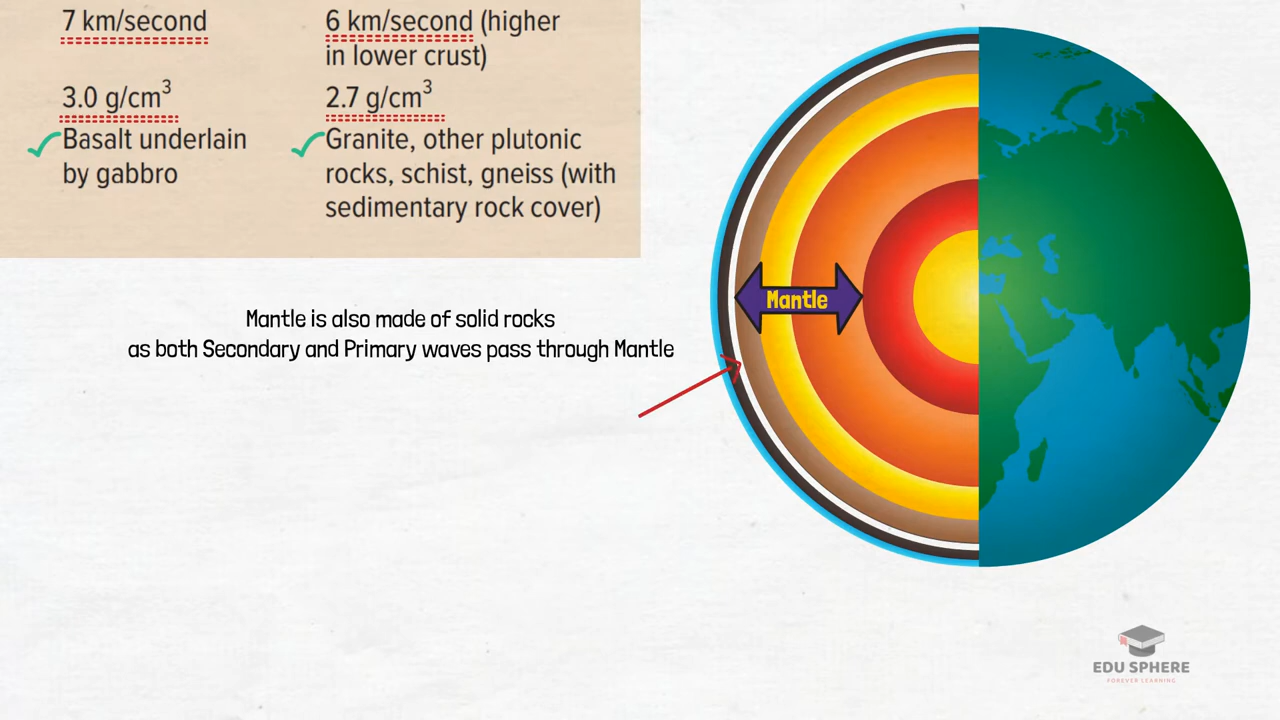 7 km/second
6 km/second (higher
in lower crust)
3.0 g/cm³
2.7 g/cm³
Basalt underlain
by gabbro
Granite, other plutonic
rocks, schist, gneiss (with
sedimentary rock cover)
Mantle is also made of solid rocks
as both Secondary and Primary waves pass through Mantle
Mantle
EDU SPHERE
FOREVER LEARNING